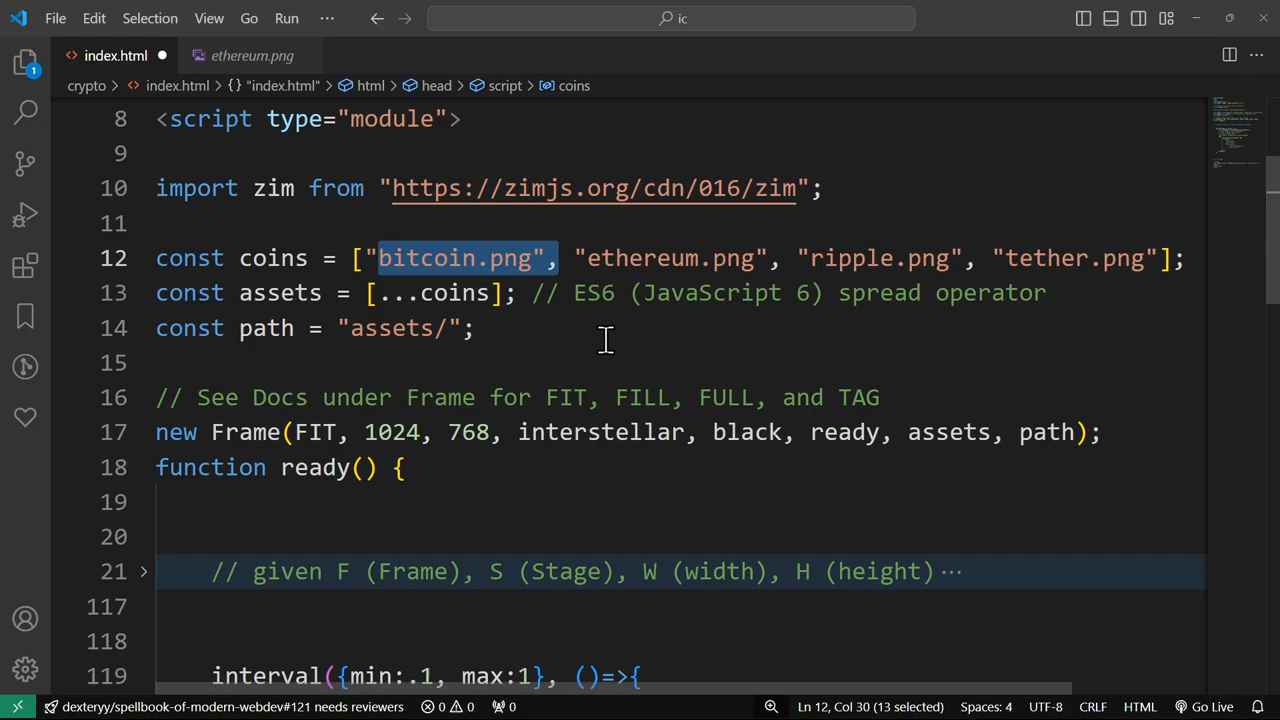 File Edit Selection View Go Run ··· ic
index.html ethereum.png
crypto > index.html > {} "index.html" > html > head > script > coins
1
8 <script type="module">
9
10 import zim from "https://zimjs.org/cdn/016/zim";
11
12 const coins = ["bitcoin.png", "ethereum.png", "ripple.png", "tether.png"];
13 const assets = [...coins]; // ES6 (JavaScript 6) spread operator
14 const path = "assets/";
15
16 // See Docs under Frame for FIT, FILL, FULL, and TAG
17 new Frame(FIT, 1024, 768, interstellar, black, ready, assets, path);
18 function ready() {
19
20
21 // given F (Frame), S (Stage), W (width), H (height)···
117
118
119 interval({min:.1, max:1}, ()=>{
dexteryy/spellbook-of-modern-webdev#121 needs reviewers 0 0 0 Ln 12, Col 30 (13 selected) Spaces: 4 UTF-8 CRLF HTML Go Live